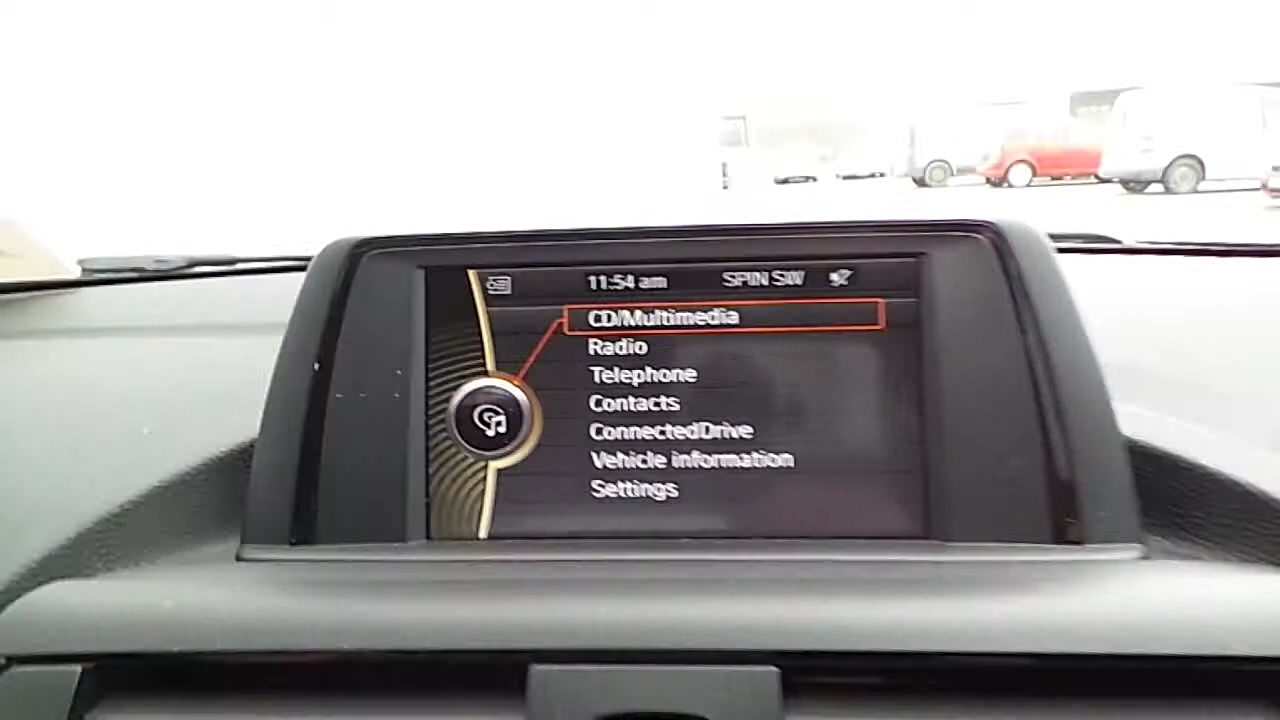 11:54 am SPIN SW
CD/Multimedia
Radio
Telephone
Contacts
ConnectedDrive
Vehicle information
Settings